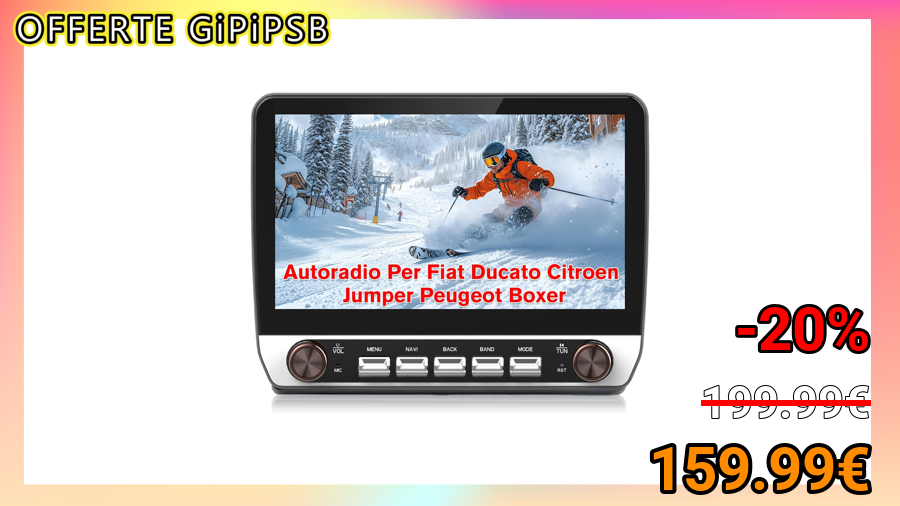 OFFERTE GiPiPSB
Autoradio Per Fiat Ducato Citroen
Jumper Peugeot Boxer
VOL MENU NAVI BACK BAND MODE TUN
MIC RST
-20%
199.99€
159.99€